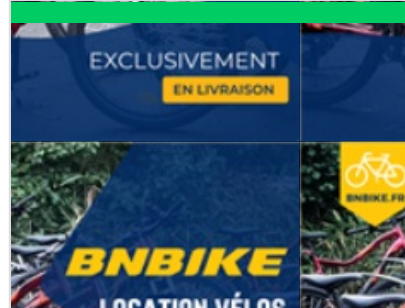 EXCLUSIVEMENT
EN LIVRAISON
BNBIKE.FR
BNBIKE
LOCATION VÉLOS